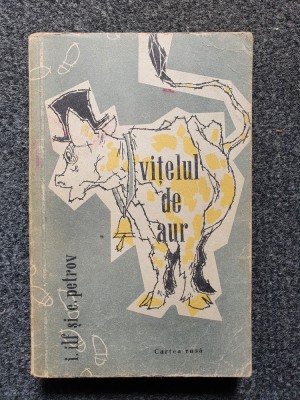 vițelul
de
aur
i. ilf și e. petrov
Cartea rusă